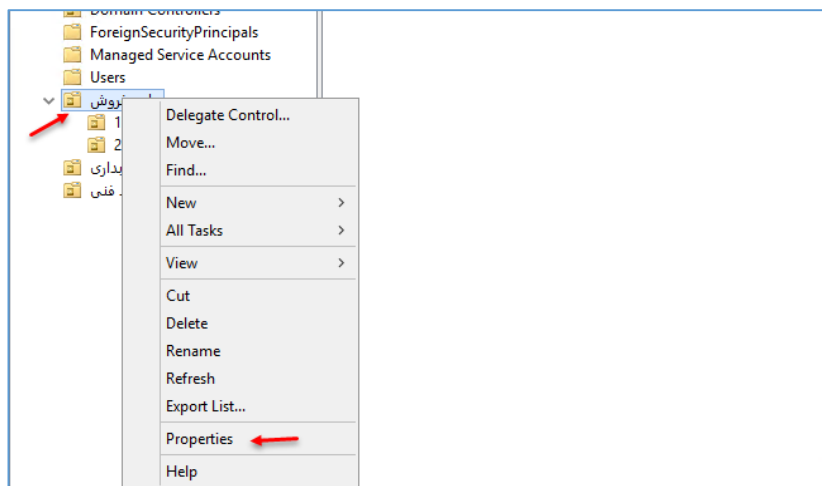 Domain Controllers
ForeignSecurityPrincipals
Managed Service Accounts
Users
فروش
1
2
فنی
Delegate Control...
Move...
Find...
New
All Tasks
View
Cut
Delete
Rename
Refresh
Export List...
Properties
Help